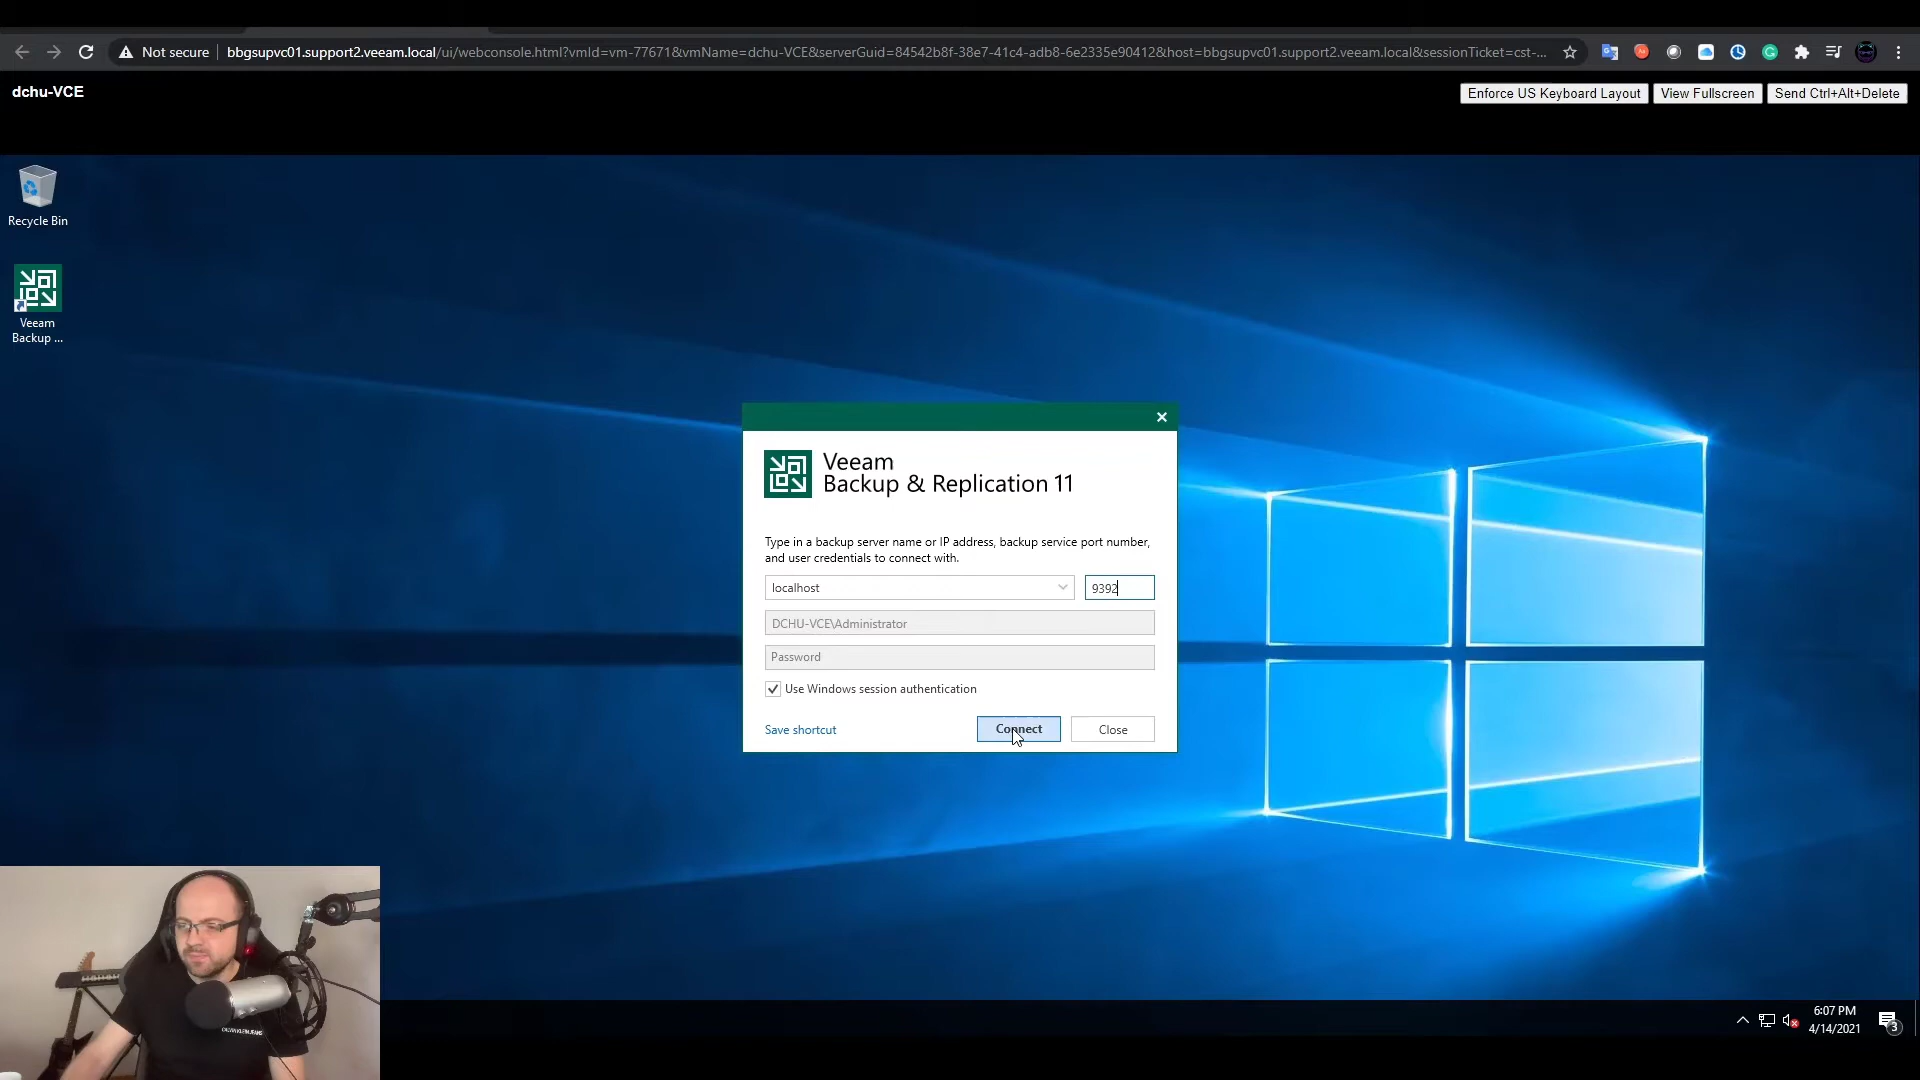 Not secure
bbgsupvc01.support2.veeam.local/ui/webconsole.html?vmId=vm-77671&vmName=dchu-VCE&serverGuid=84542b8f-38e7-41c4-adb8-6e2335e90412&host=bbgsupvc01.support2.veeam.local&sessionTicket=cst-...
dchu-VCE
Enforce US Keyboard Layout
View Fullscreen
Send Ctrl+Alt+Delete
Recycle Bin
Veeam
Backup ...
Veeam
Backup & Replication 11
Type in a backup server name or IP address, backup service port number,
and user credentials to connect with.
localhost
9392
DCHU-VCE\Administrator
Password
Use Windows session authentication
Save shortcut
Connect
Close
CALVIN KLEIN JEANS
6:07 PM
4/14/2021
3